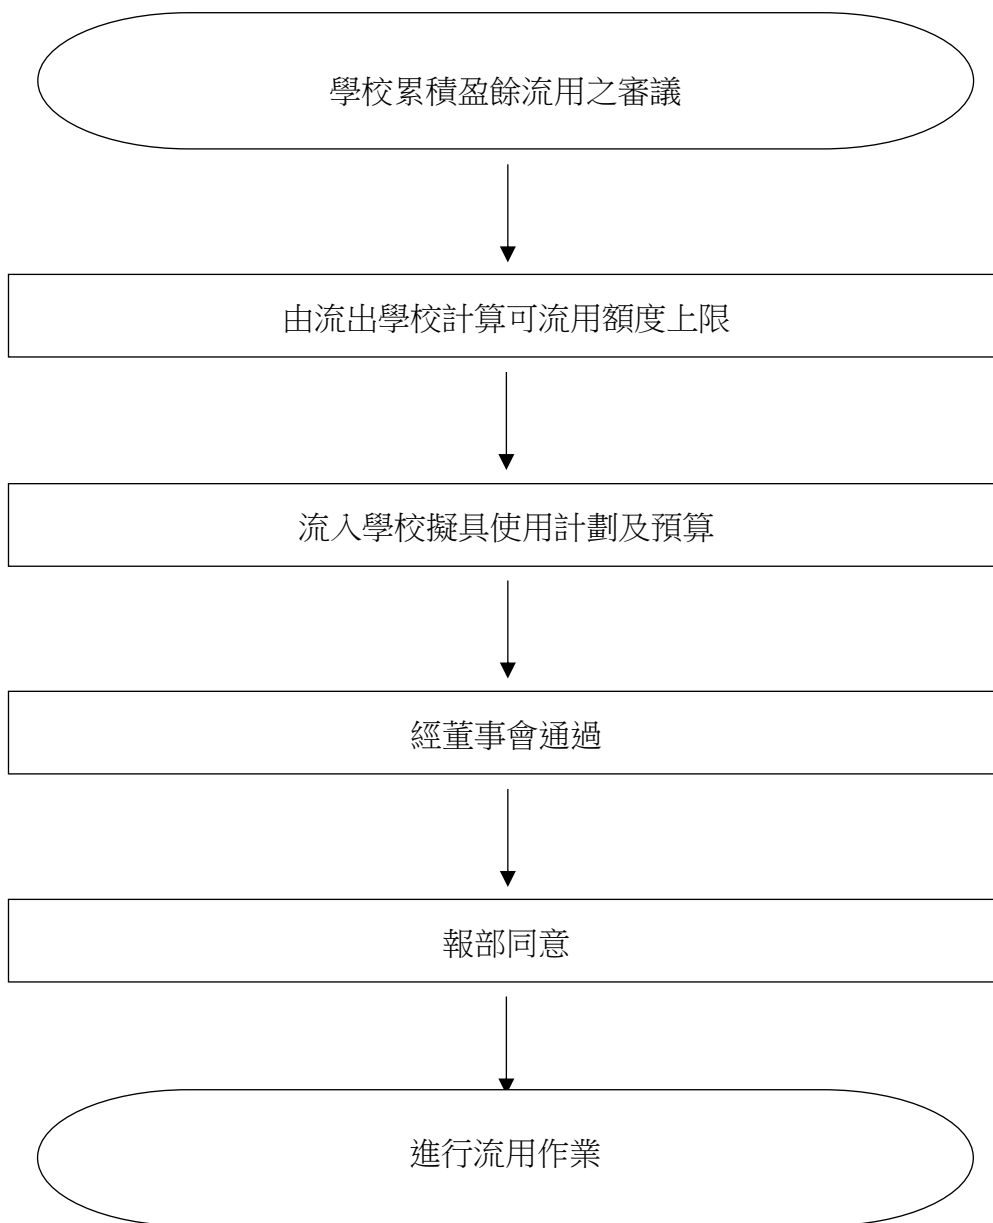 學校累積盈餘流用之審議
由流出學校計算可流用額度上限
流入學校擬具使用計劃及預算
經董事會通過
報部同意
進行流用作業